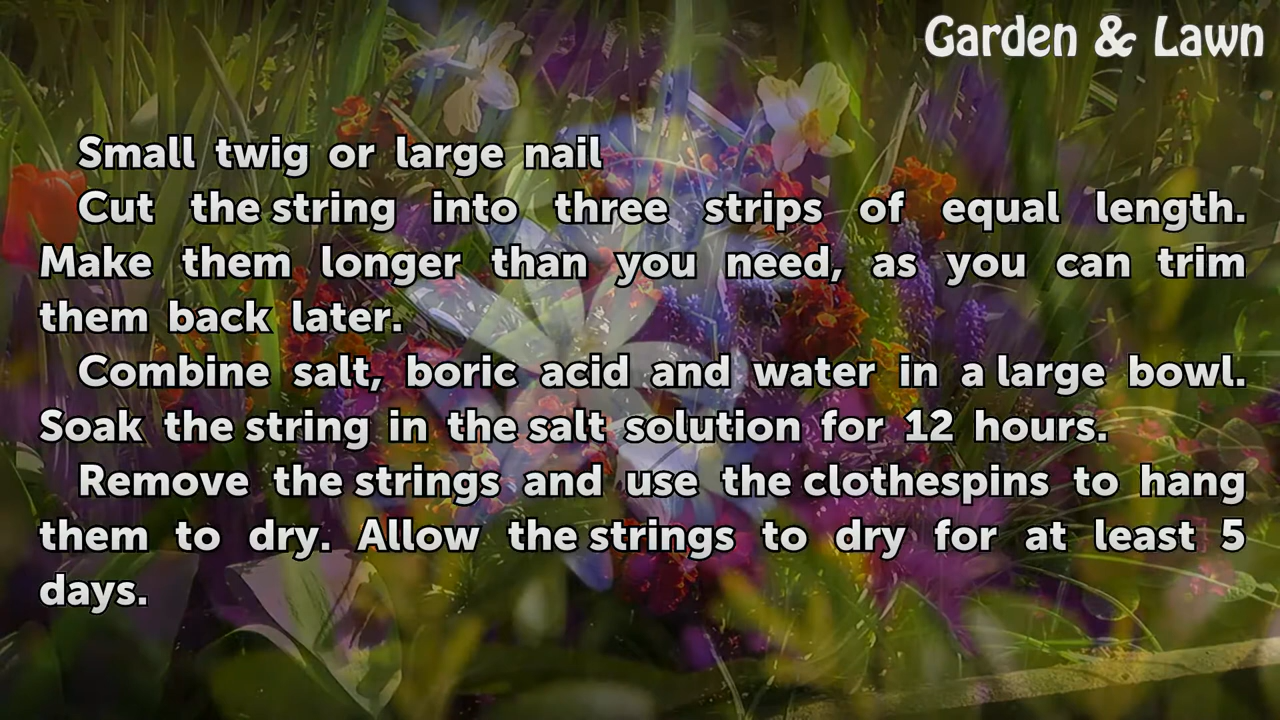 Garden & Lawn
Small twig or large nail
Cut the string into three strips of equal length.
Make them longer than you need, as you can trim
them back later.
Combine salt, boric acid and water in a large bowl.
Soak the string in the salt solution for 12 hours.
Remove the strings and use the clothespins to hang
them to dry. Allow the strings to dry for at least 5
days.